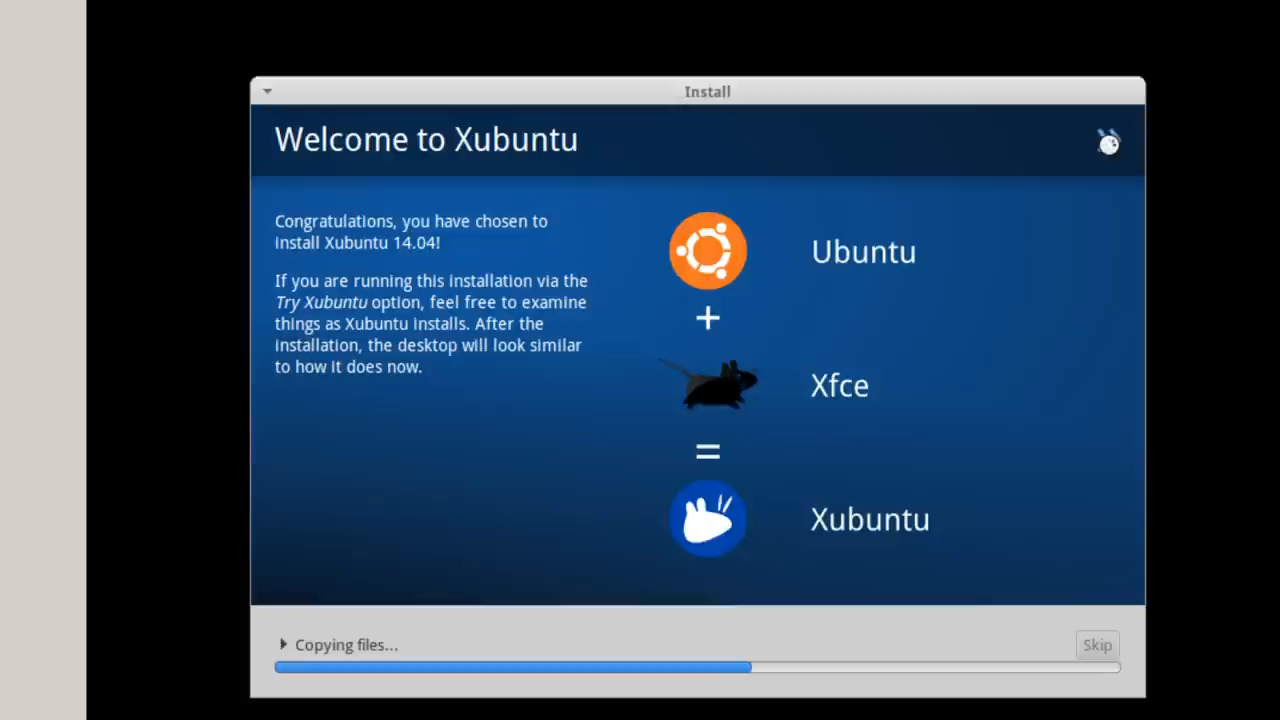 Install
Welcome to Xubuntu
Congratulations, you have chosen to
install Xubuntu 14.04!
If you are running this installation via the
Try Xubuntu option, feel free to examine
things as Xubuntu installs. After the
installation, the desktop will look similar
to how it does now.
Ubuntu
+
Xfce
=
Xubuntu
Copying files...
Skip